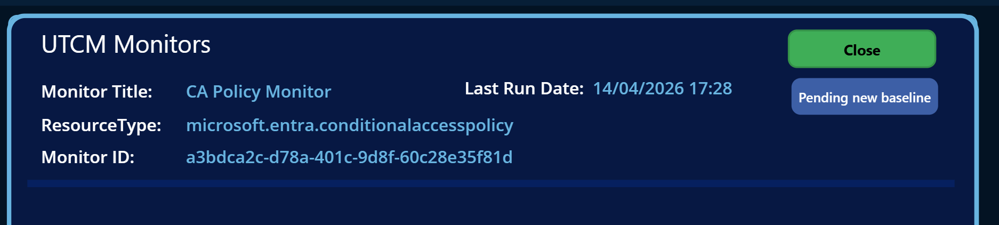 UTCM Monitors
Close
Monitor Title: CA Policy Monitor
Last Run Date: 14/04/2026 17:28
Pending new baseline
ResourceType: microsoft.entra.conditionalaccesspolicy
Monitor ID: a3bdca2c-d78a-401c-9d8f-60c28e35f81d